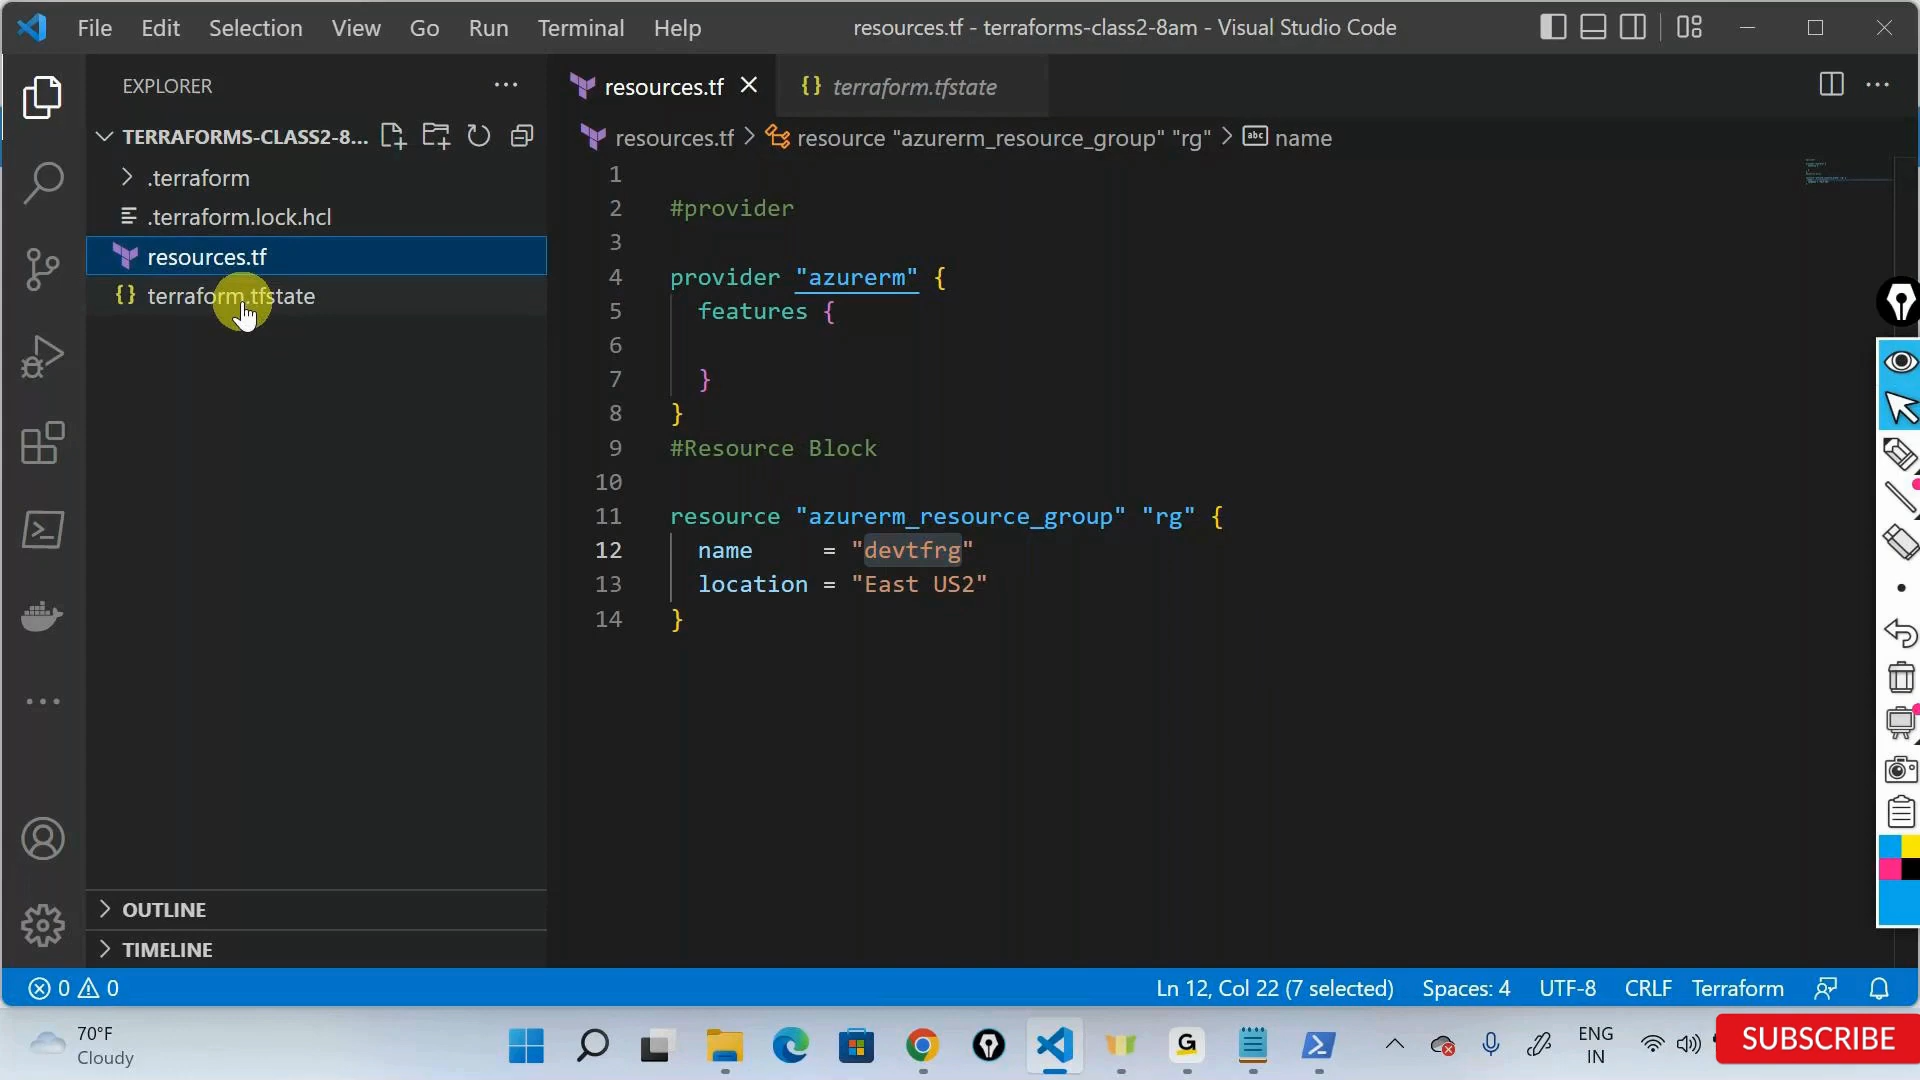 File Edit Selection View Go Run Terminal Help
resources.tf - terraforms-class2-8am - Visual Studio Code
EXPLORER
TERRAFORMS-CLASS2-8...
.terraform
.terraform.lock.hcl
resources.tf
terraform.tfstate
OUTLINE
TIMELINE
resources.tf
terraform.tfstate
resources.tf > resource "azurerm_resource_group" "rg" > abc name
1
2 #provider
3
4 provider "azurerm" {
5 features {
6
7 }
8 }
9 #Resource Block
10
11 resource "azurerm_resource_group" "rg" {
12 name = "devtfrg"
13 location = "East US2"
14 }
0 0
Ln 12, Col 22 (7 selected) Spaces: 4 UTF-8 CRLF Terraform
70°F
Cloudy
G
ENG
IN
SUBSCRIBE